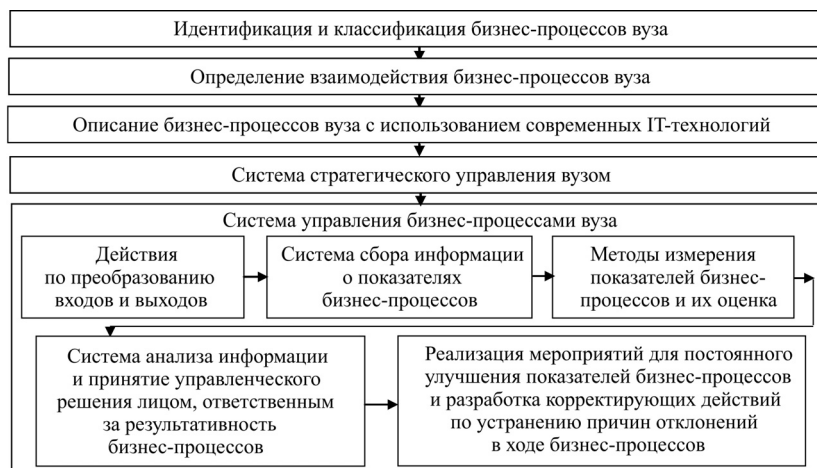 Идентификация и классификация бизнес-процессов вуза
Определение взаимодействия бизнес-процессов вуза
Описание бизнес-процессов вуза с использованием современных IT-технологий
Система стратегического управления вузом
Система управления бизнес-процессами вуза
Действия
по преобразованию
входов и выходов
Система сбора информации
о показателях
бизнес-процессов
Методы измерения
показателей бизнес-
процессов и их оценка
Система анализа информации
и принятие управленческого
решения лицом, ответственным
за результативность
бизнес-процессов
Реализация мероприятий для постоянного
улучшения показателей бизнес-процессов
и разработка корректирующих действий
по устранению причин отклонений
в ходе бизнес-процессов